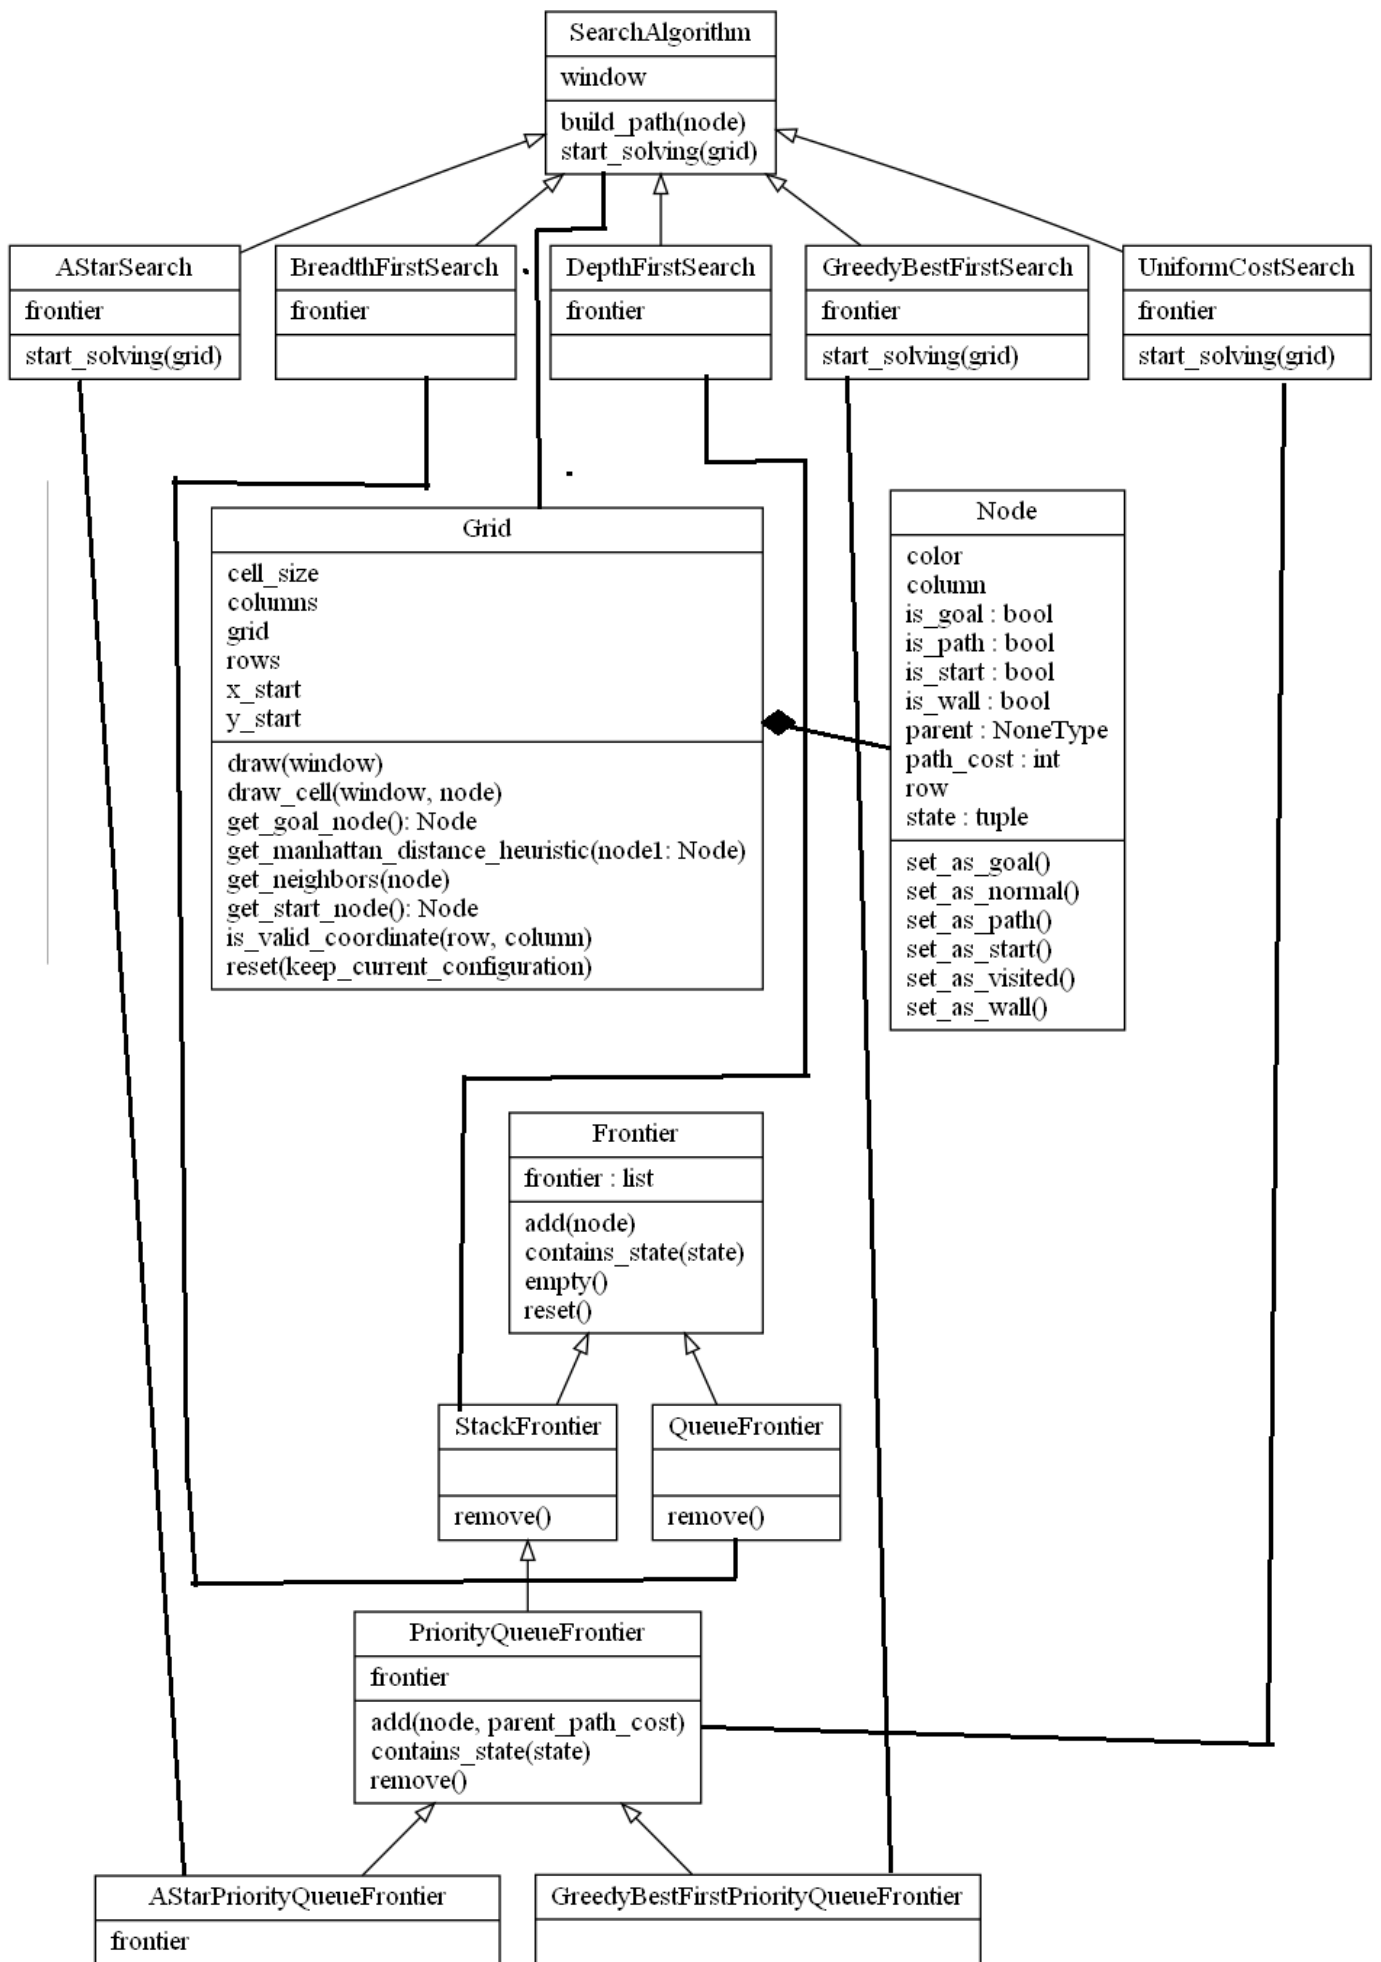 SearchAlgorithm
window
build_path(node)
start_solving(grid)
AStarSearch
frontier
start_solving(grid)
BreadthFirstSearch
frontier
DepthFirstSearch
frontier
GreedyBestFirstSearch
frontier
start_solving(grid)
UniformCostSearch
frontier
start_solving(grid)
Grid
cell_size
columns
grid
rows
x_start
y_start
draw(window)
draw_cell(window, node)
get_goal_node(): Node
get_manhattan_distance_heuristic(node1: Node)
get_neighbors(node)
get_start_node(): Node
is_valid_coordinate(row, column)
reset(keep_current_configuration)
Node
color
column
is_goal : bool
is_path : bool
is_start : bool
is_wall : bool
parent : NoneType
path_cost : int
row
state : tuple
set_as_goal()
set_as_normal()
set_as_path()
set_as_start()
set_as_visited()
set_as_wall()
Frontier
frontier : list
add(node)
contains_state(state)
empty()
reset()
StackFrontier
remove()
QueueFrontier
remove()
PriorityQueueFrontier
frontier
add(node, parent_path_cost)
contains_state(state)
remove()
AStarPriorityQueueFrontier
frontier
GreedyBestFirstPriorityQueueFrontier